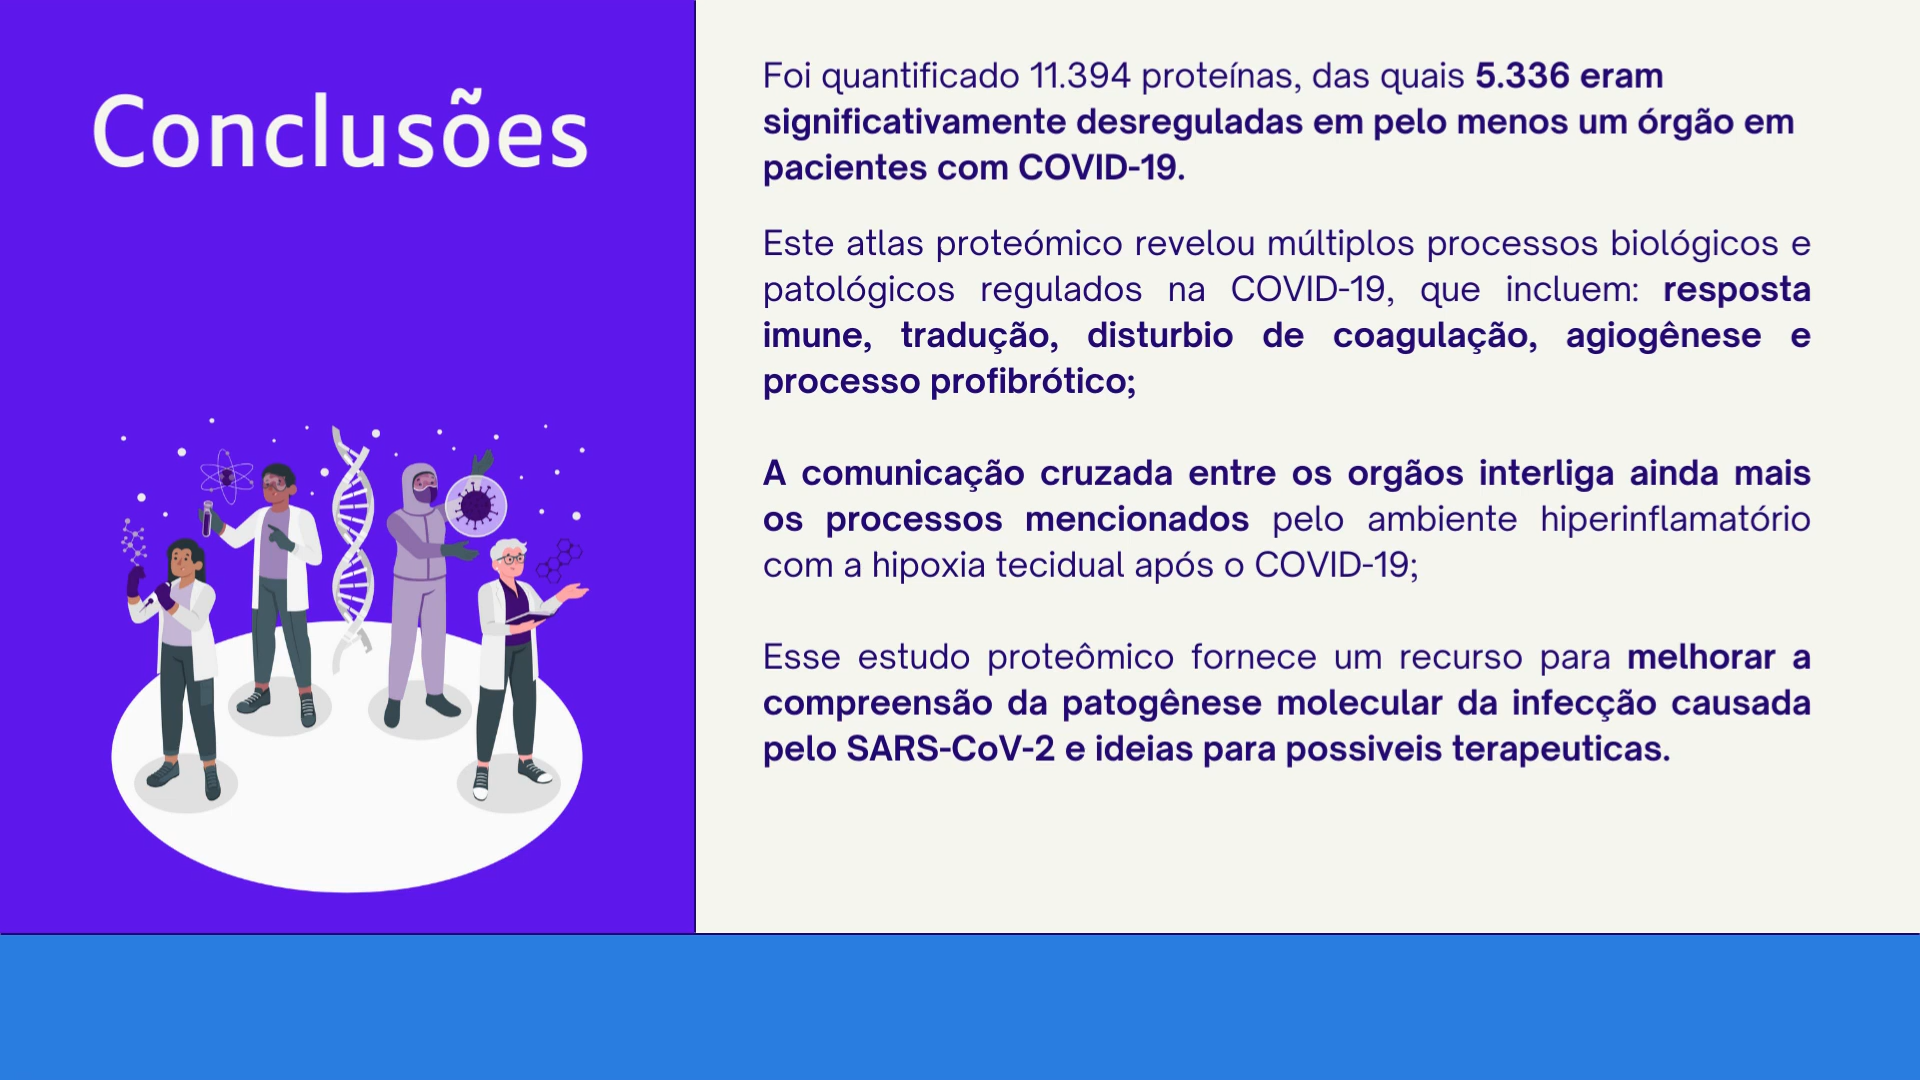 Conclusões
Foi quantificado 11.394 proteínas, das quais 5.336 eram
significativamente desreguladas em pelo menos um órgão em
pacientes com COVID-19.
Este atlas proteómico revelou múltiplos processos biológicos e
patológicos regulados na COVID-19, que incluem: resposta
imune, tradução, disturbio de coagulação, agiogênese e
processo profibrótico;
A comunicação cruzada entre os orgãos interliga ainda mais
os processos mencionados pelo ambiente hiperinflamatório
com a hipoxia tecidual após o COVID-19;
Esse estudo proteômico fornece um recurso para melhorar a
compreensão da patogênese molecular da infecção causada
pelo SARS-CoV-2 e ideias para possiveis terapeuticas.